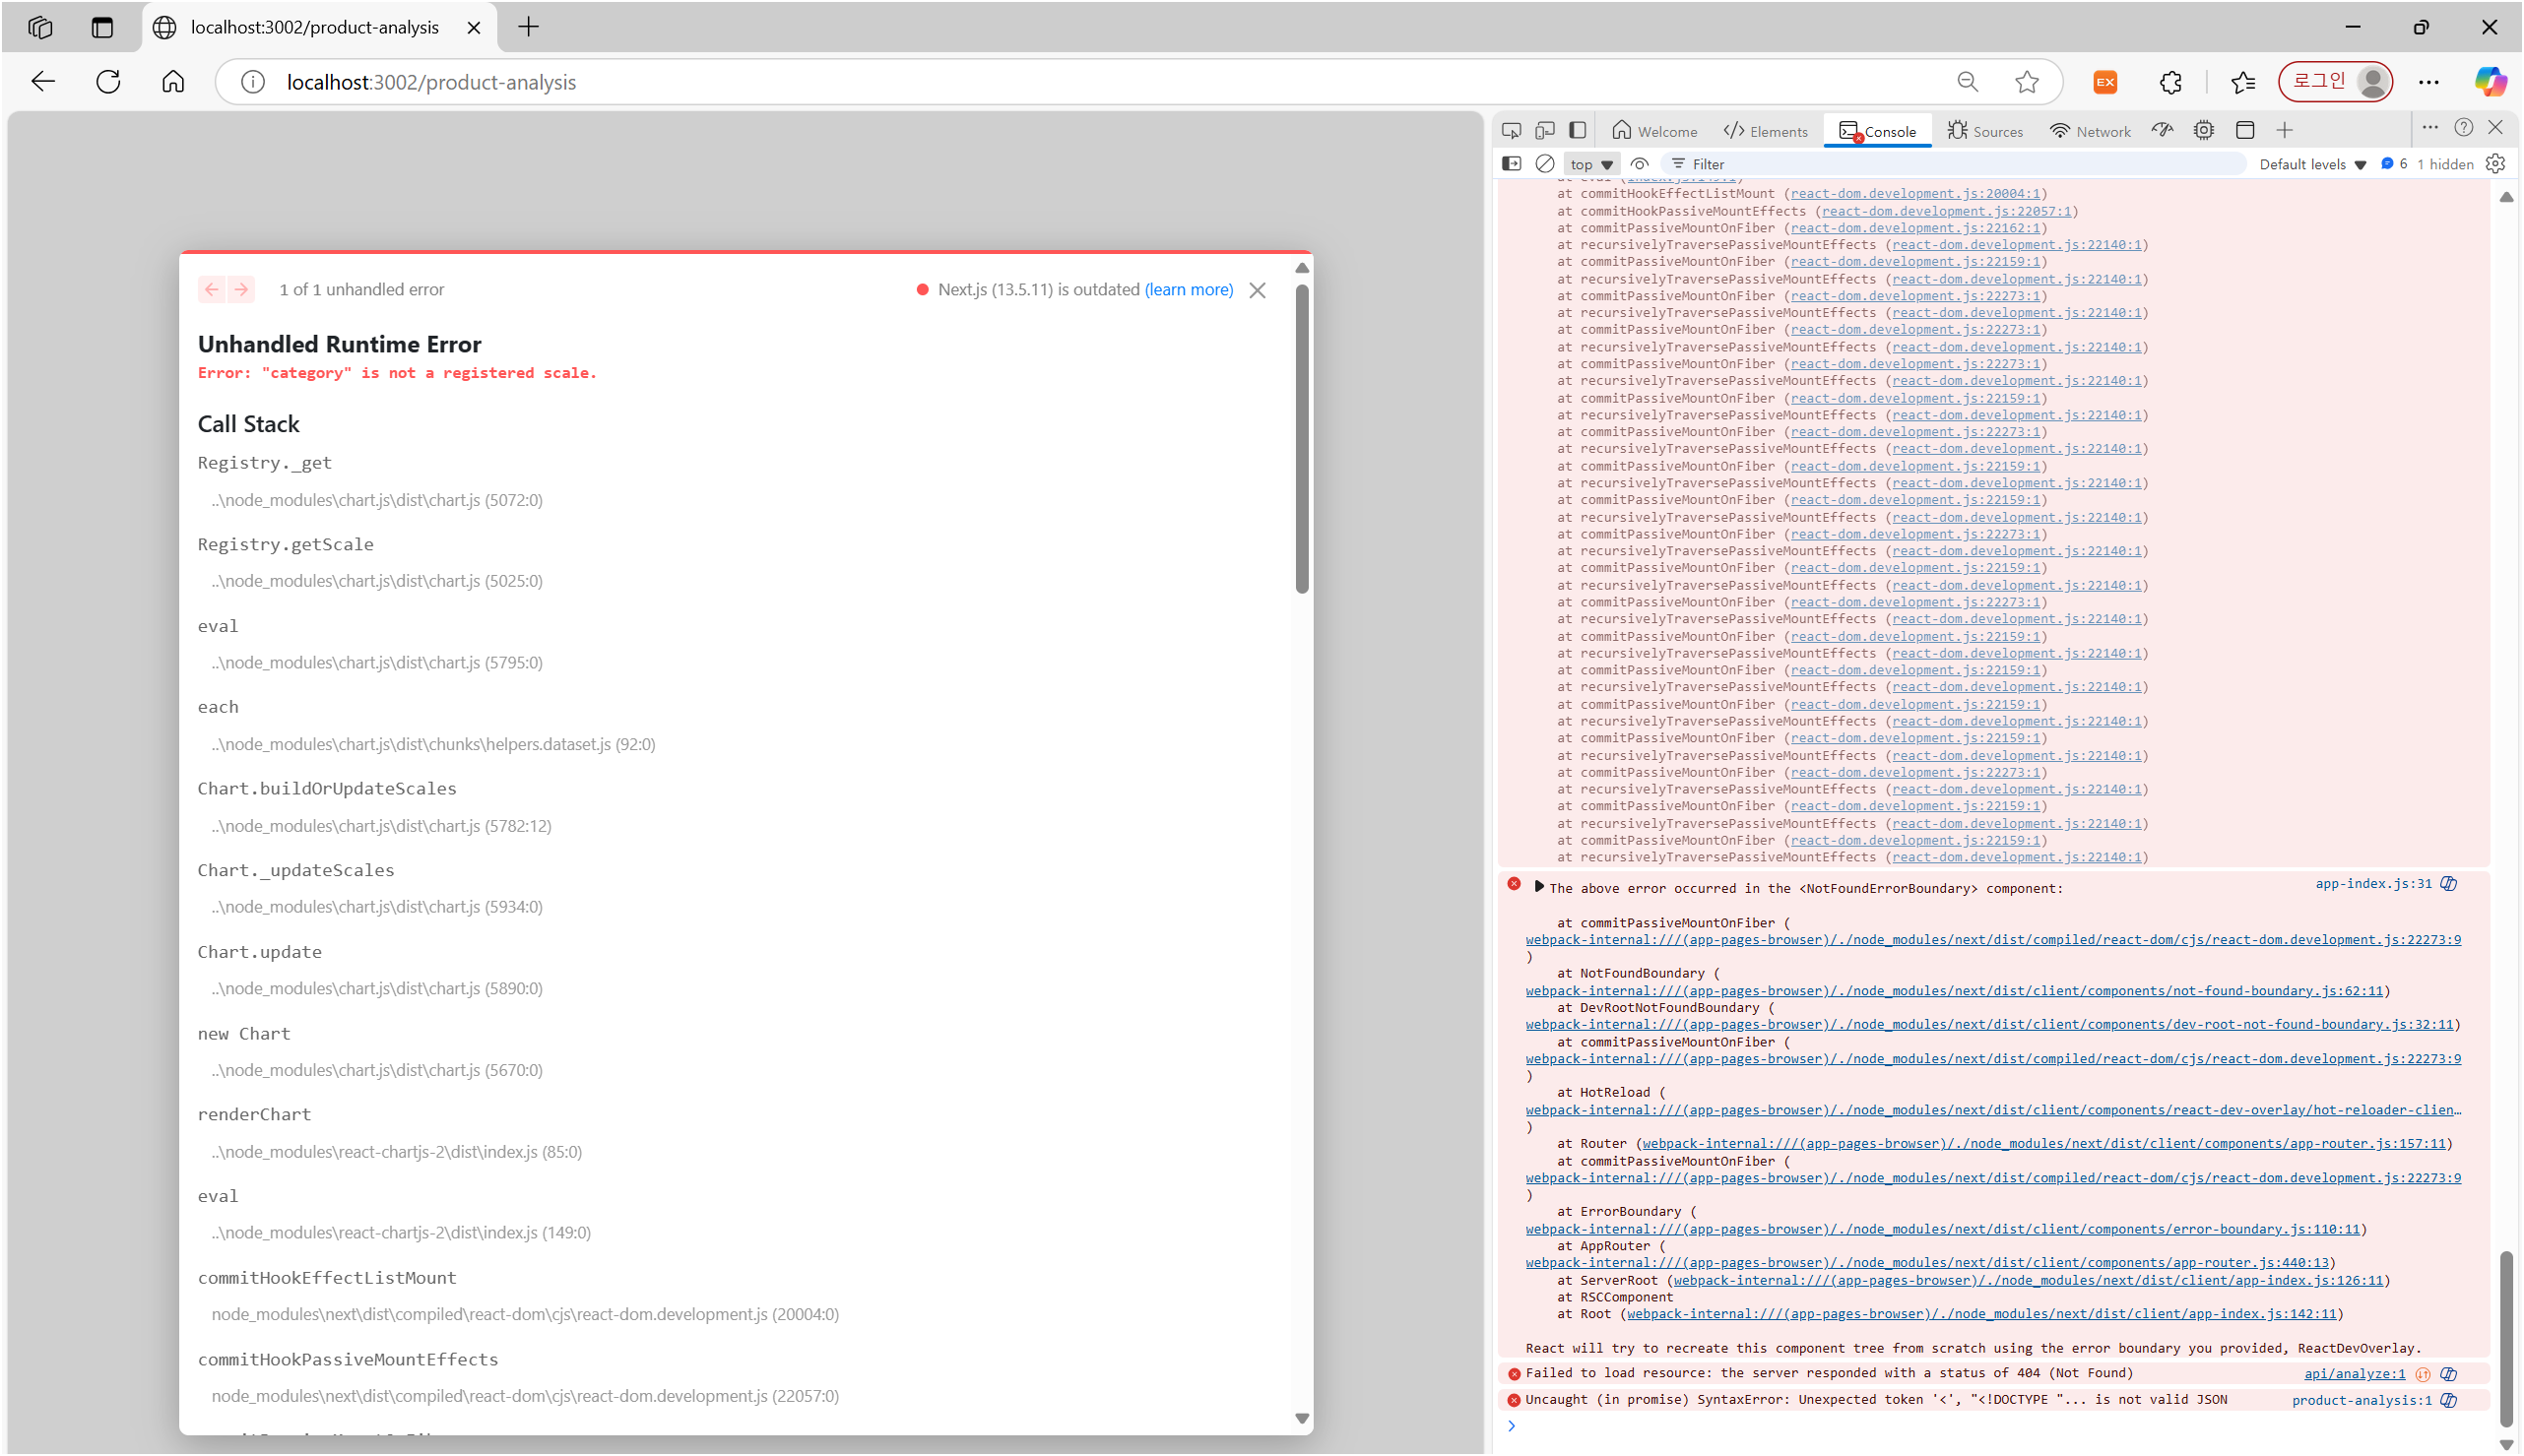 localhost:3002/product-analysis
localhost:3002/product-analysis
EX
로그인
Welcome
Elements
Console
Sources
Network
top
Filter
Default levels
6
1 hidden
1 of 1 unhandled error
Next.js (13.5.11) is outdated (learn more)
Unhandled Runtime Error
Error: "category" is not a registered scale.
Call Stack
Registry._get
..\node_modules\chart.js\dist\chart.js (5072:0)
Registry.getScale
..\node_modules\chart.js\dist\chart.js (5025:0)
eval
..\node_modules\chart.js\dist\chart.js (5795:0)
each
..\node_modules\chart.js\dist\chunks\helpers.dataset.js (92:0)
Chart.buildOrUpdateScales
..\node_modules\chart.js\dist\chart.js (5782:12)
Chart._updateScales
..\node_modules\chart.js\dist\chart.js (5934:0)
Chart.update
..\node_modules\chart.js\dist\chart.js (5890:0)
new Chart
..\node_modules\chart.js\dist\chart.js (5670:0)
renderChart
..\node_modules\react-chartjs-2\dist\index.js (85:0)
eval
..\node_modules\react-chartjs-2\dist\index.js (149:0)
commitHookEffectListMount
node_modules\next\dist\compiled\react-dom\cjs\react-dom.development.js (20004:0)
commitHookPassiveMountEffects
node_modules\next\dist\compiled\react-dom\cjs\react-dom.development.js (22057:0)
at commitHookEffectListMount (react-dom.development.js:20004:1)
at commitHookPassiveMountEffects (react-dom.development.js:22057:1)
at commitPassiveMountOnFiber (react-dom.development.js:22162:1)
at recursivelyTraversePassiveMountEffects (react-dom.development.js:22140:1)
at commitPassiveMountOnFiber (react-dom.development.js:22159:1)
at recursivelyTraversePassiveMountEffects (react-dom.development.js:22140:1)
at commitPassiveMountOnFiber (react-dom.development.js:22273:1)
at recursivelyTraversePassiveMountEffects (react-dom.development.js:22140:1)
at commitPassiveMountOnFiber (react-dom.development.js:22273:1)
at recursivelyTraversePassiveMountEffects (react-dom.development.js:22140:1)
at commitPassiveMountOnFiber (react-dom.development.js:22273:1)
at recursivelyTraversePassiveMountEffects (react-dom.development.js:22140:1)
at commitPassiveMountOnFiber (react-dom.development.js:22159:1)
at recursivelyTraversePassiveMountEffects (react-dom.development.js:22140:1)
at commitPassiveMountOnFiber (react-dom.development.js:22273:1)
at recursivelyTraversePassiveMountEffects (react-dom.development.js:22140:1)
at commitPassiveMountOnFiber (react-dom.development.js:22159:1)
at recursivelyTraversePassiveMountEffects (react-dom.development.js:22140:1)
at commitPassiveMountOnFiber (react-dom.development.js:22159:1)
at recursivelyTraversePassiveMountEffects (react-dom.development.js:22140:1)
at commitPassiveMountOnFiber (react-dom.development.js:22273:1)
at recursivelyTraversePassiveMountEffects (react-dom.development.js:22140:1)
at commitPassiveMountOnFiber (react-dom.development.js:22159:1)
at recursivelyTraversePassiveMountEffects (react-dom.development.js:22140:1)
at commitPassiveMountOnFiber (react-dom.development.js:22273:1)
at recursivelyTraversePassiveMountEffects (react-dom.development.js:22140:1)
at commitPassiveMountOnFiber (react-dom.development.js:22159:1)
at recursivelyTraversePassiveMountEffects (react-dom.development.js:22140:1)
at commitPassiveMountOnFiber (react-dom.development.js:22159:1)
at recursivelyTraversePassiveMountEffects (react-dom.development.js:22140:1)
at commitPassiveMountOnFiber (react-dom.development.js:22159:1)
at recursivelyTraversePassiveMountEffects (react-dom.development.js:22140:1)
at commitPassiveMountOnFiber (react-dom.development.js:22159:1)
at recursivelyTraversePassiveMountEffects (react-dom.development.js:22140:1)
at commitPassiveMountOnFiber (react-dom.development.js:22273:1)
at recursivelyTraversePassiveMountEffects (react-dom.development.js:22140:1)
at commitPassiveMountOnFiber (react-dom.development.js:22159:1)
at recursivelyTraversePassiveMountEffects (react-dom.development.js:22140:1)
at commitPassiveMountOnFiber (react-dom.development.js:22159:1)
at recursivelyTraversePassiveMountEffects (react-dom.development.js:22140:1)
The above error occurred in the <NotFoundErrorBoundary> component:
app-index.js:31
at commitPassiveMountOnFiber (
webpack-internal:///(app-pages-browser)/./node_modules/next/dist/compiled/react-dom/cjs/react-dom.development.js:22273:9
)
at NotFoundBoundary (
webpack-internal:///(app-pages-browser)/./node_modules/next/dist/client/components/not-found-boundary.js:62:11)
at DevRootNotFoundBoundary (
webpack-internal:///(app-pages-browser)/./node_modules/next/dist/client/components/dev-root-not-found-boundary.js:32:11)
at commitPassiveMountOnFiber (
webpack-internal:///(app-pages-browser)/./node_modules/next/dist/compiled/react-dom/cjs/react-dom.development.js:22273:9
)
at HotReload (
webpack-internal:///(app-pages-browser)/./node_modules/next/dist/client/components/react-dev-overlay/hot-reloader-clien…
)
at Router (webpack-internal:///(app-pages-browser)/./node_modules/next/dist/client/components/app-router.js:157:11)
at commitPassiveMountOnFiber (
webpack-internal:///(app-pages-browser)/./node_modules/next/dist/compiled/react-dom/cjs/react-dom.development.js:22273:9
)
at ErrorBoundary (
webpack-internal:///(app-pages-browser)/./node_modules/next/dist/client/components/error-boundary.js:110:11)
at AppRouter (
webpack-internal:///(app-pages-browser)/./node_modules/next/dist/client/components/app-router.js:440:13)
at ServerRoot (webpack-internal:///(app-pages-browser)/./node_modules/next/dist/client/app-index.js:126:11)
at RSCComponent
at Root (webpack-internal:///(app-pages-browser)/./node_modules/next/dist/client/app-index.js:142:11)
React will try to recreate this component tree from scratch using the error boundary you provided, ReactDevOverlay.
Failed to load resource: the server responded with a status of 404 (Not Found)
api/analyze:1
Uncaught (in promise) SyntaxError: Unexpected token '<', "<!DOCTYPE "... is not valid JSON
product-analysis:1